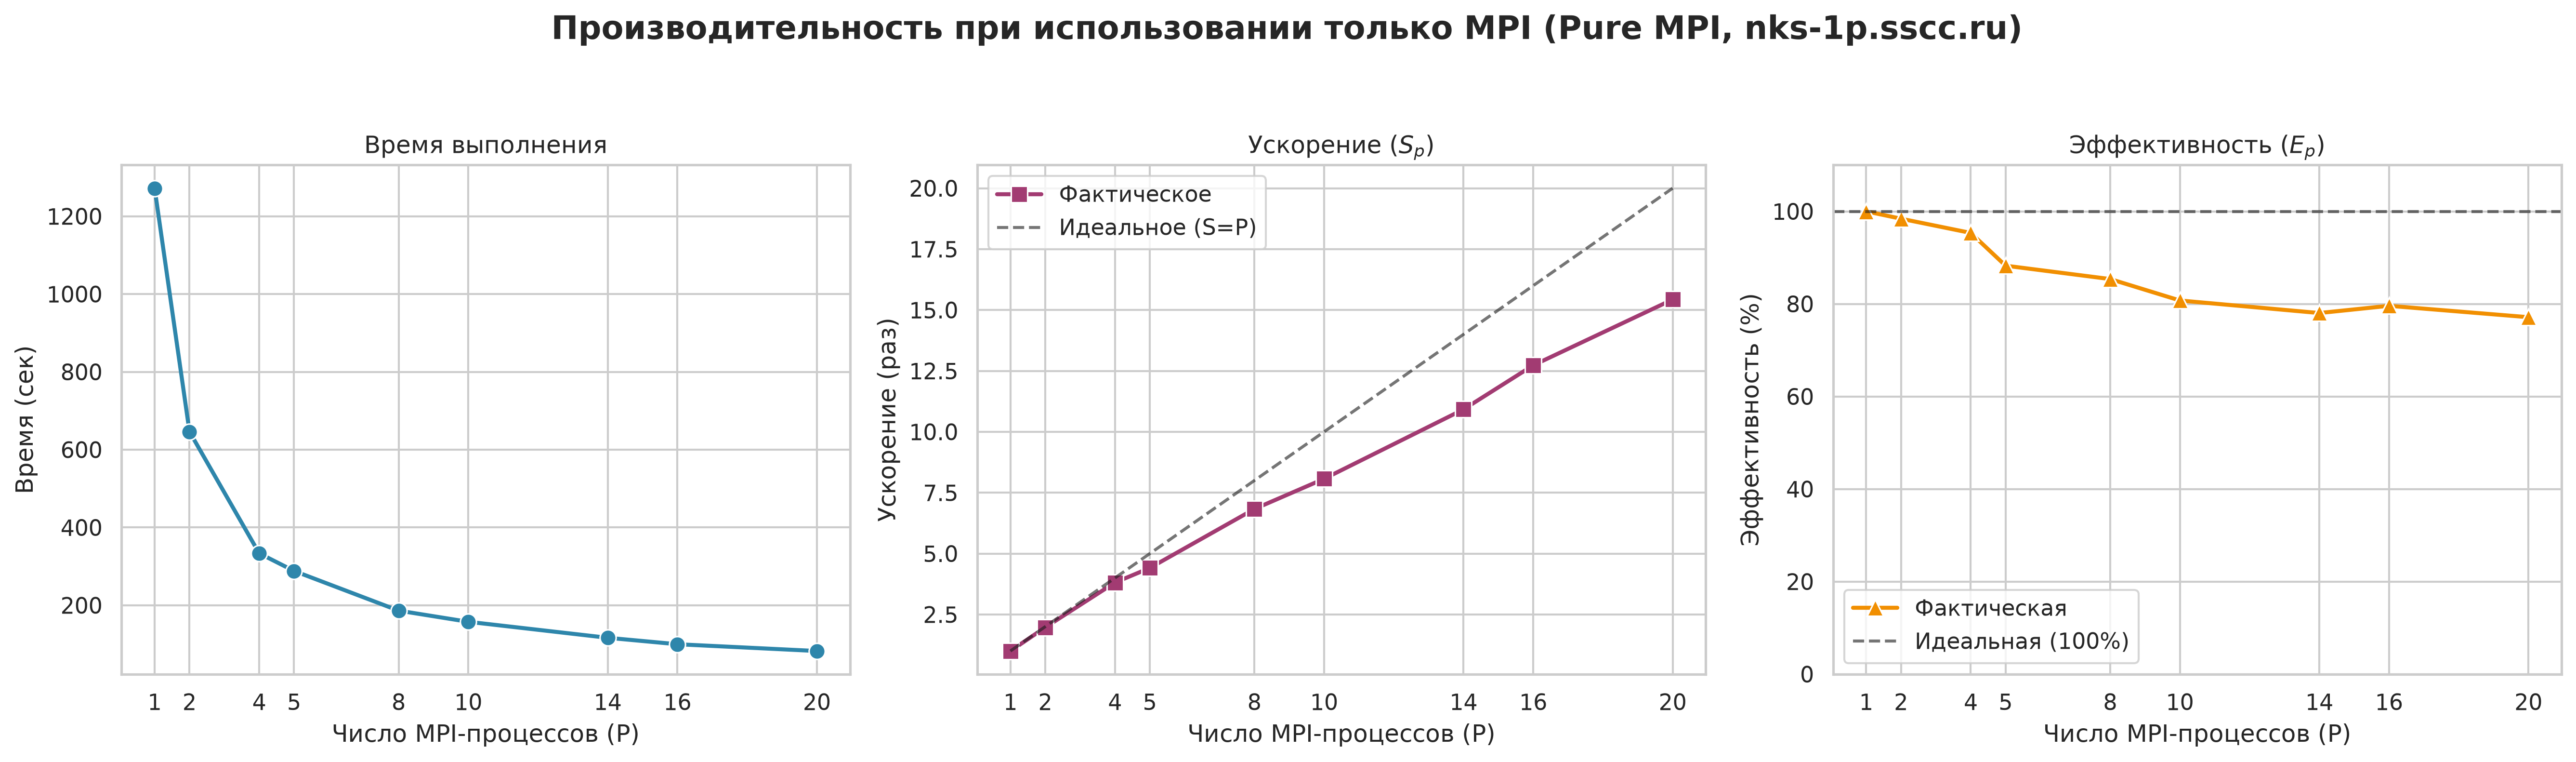 Производительность при использовании только MPI (Pure MPI, nks-1p.sscc.ru)
Время выполнения
Время (сек)
1200
1000
800
600
400
200
1 2 4 5 8 10 14 16 20
Число MPI-процессов (P)
Ускорение (Sₚ)
Ускорение (раз)
20.0
17.5
15.0
12.5
10.0
7.5
5.0
2.5
Фактическое
Идеальное (S=P)
1 2 4 5 8 10 14 16 20
Число MPI-процессов (P)
Эффективность (Eₚ)
Эффективность (%)
100
80
60
40
20
0
Фактическая
Идеальная (100%)
1 2 4 5 8 10 14 16 20
Число MPI-процессов (P)